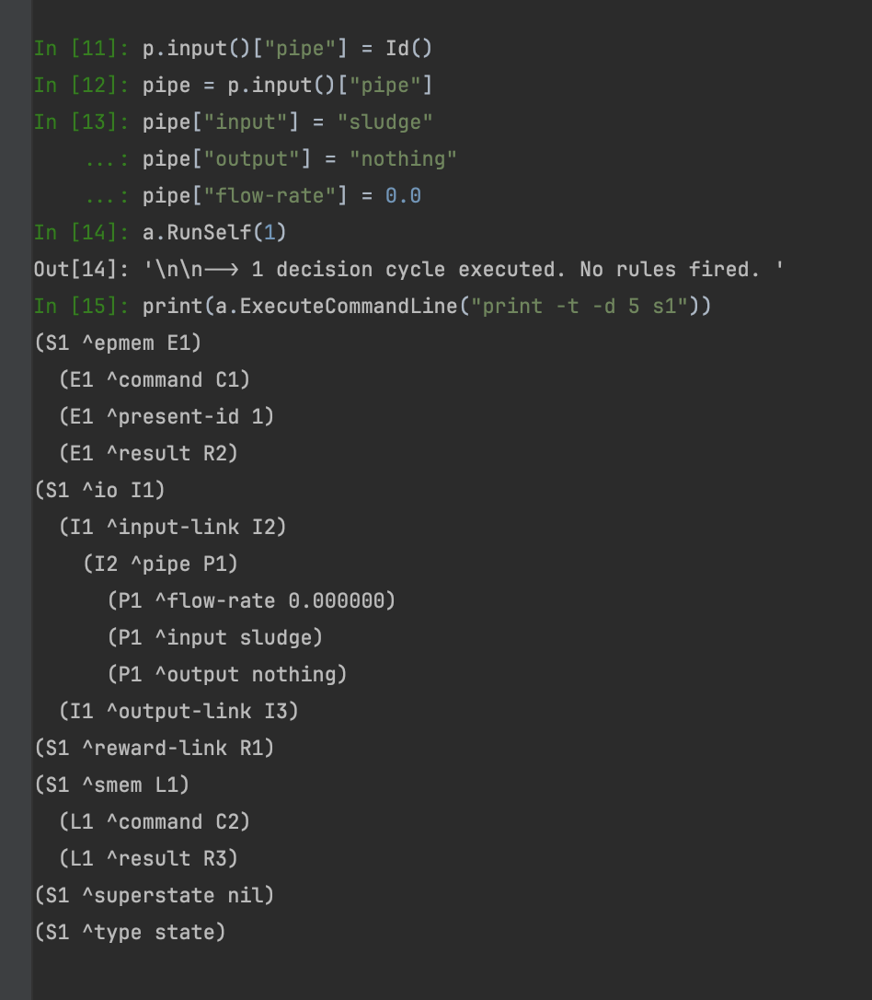 In [11]: p.input()["pipe"] = Id()
In [12]: pipe = p.input()["pipe"]
In [13]: pipe["input"] = "sludge"
    ...: pipe["output"] = "nothing"
    ...: pipe["flow-rate"] = 0.0
In [14]: a.RunSelf(1)
Out[14]: '\n\n--> 1 decision cycle executed. No rules fired. '
In [15]: print(a.ExecuteCommandLine("print -t -d 5 s1"))
(S1 ^epmem E1)
  (E1 ^command C1)
  (E1 ^present-id 1)
  (E1 ^result R2)
(S1 ^io I1)
  (I1 ^input-link I2)
    (I2 ^pipe P1)
      (P1 ^flow-rate 0.000000)
      (P1 ^input sludge)
      (P1 ^output nothing)
  (I1 ^output-link I3)
(S1 ^reward-link R1)
(S1 ^smem L1)
  (L1 ^command C2)
  (L1 ^result R3)
(S1 ^superstate nil)
(S1 ^type state)